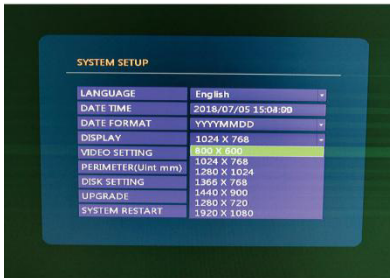 SYSTEM SETUP
LANGUAGE English
DATE TIME 2018/07/05 15:04:00
DATE FORMAT YYYYMMDD
DISPLAY 1024 X 768
VIDEO SETTING 800 X 600
1024 X 768
PERIMETER(Uint mm) 1280 X 1024
DISK SETTING 1366 X 768
1440 X 900
UPGRADE 1280 X 720
SYSTEM RESTART 1920 X 1080